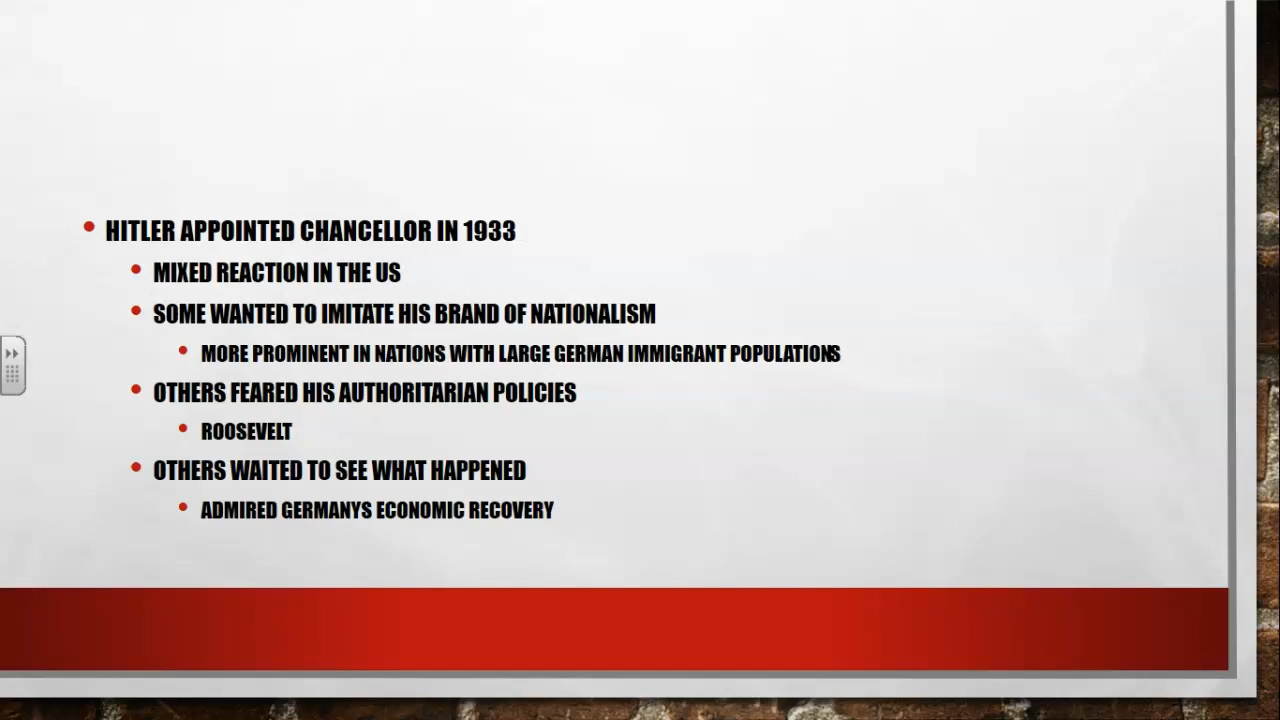 HITLER APPOINTED CHANCELLOR IN 1933
MIXED REACTION IN THE US
SOME WANTED TO IMITATE HIS BRAND OF NATIONALISM
MORE PROMINENT IN NATIONS WITH LARGE GERMAN IMMIGRANT POPULATIONS
OTHERS FEARED HIS AUTHORITARIAN POLICIES
ROOSEVELT
OTHERS WAITED TO SEE WHAT HAPPENED
ADMIRED GERMANYS ECONOMIC RECOVERY